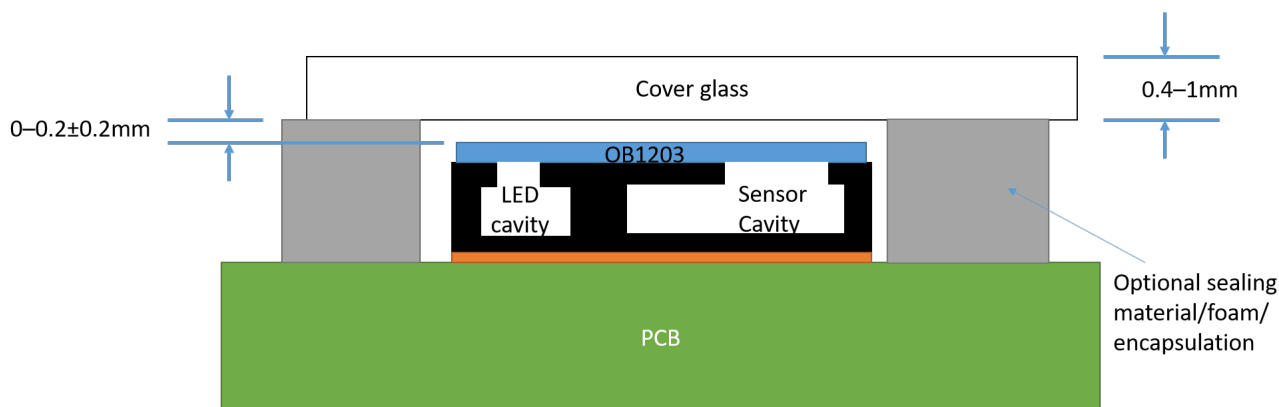 Cover glass
0.4–1mm
0–0.2±0.2mm
OB1203
LED
cavity
Sensor
Cavity
Optional sealing
material/foam/
encapsulation
PCB